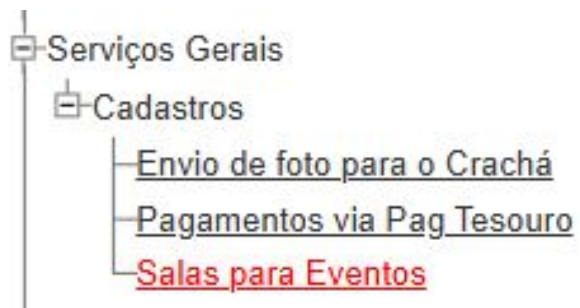 Serviços Gerais
Cadastros
Envio de foto para o Crachá
Pagamentos via Pag Tesouro
Salas para Eventos